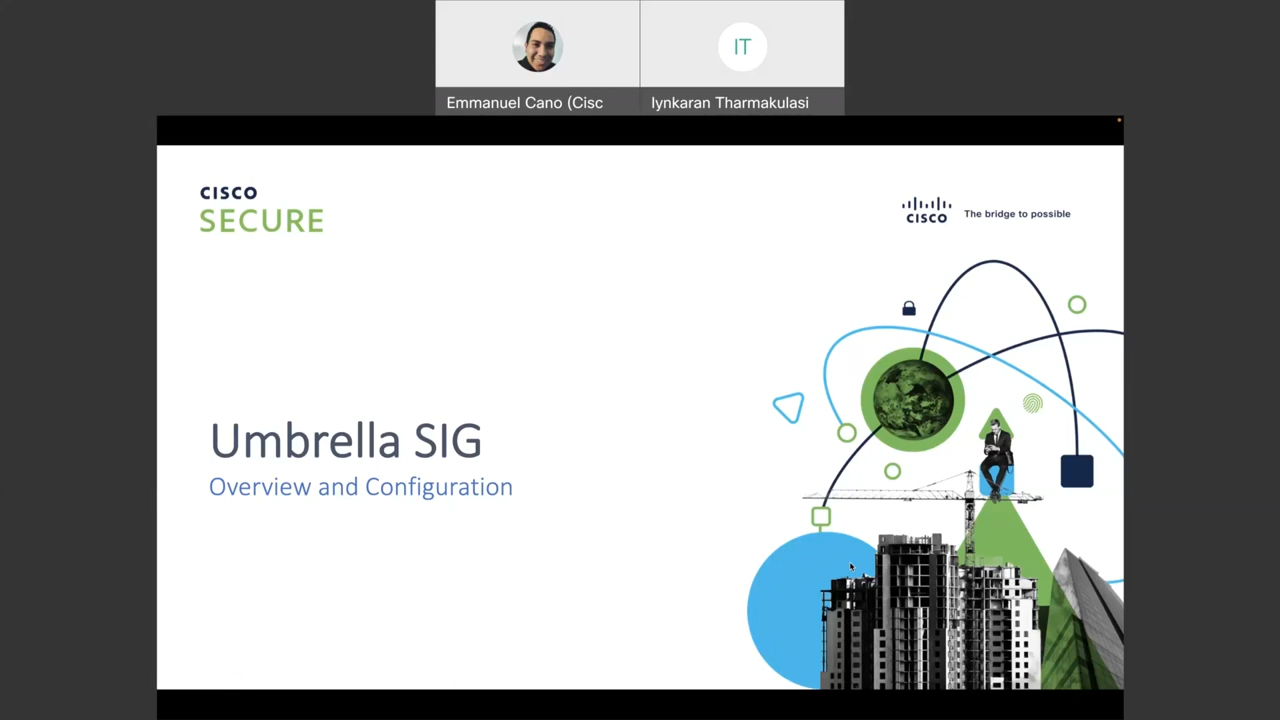 IT
Emmanuel Cano (Cisc
Iynkaran Tharmakulasi
CISCO
SECURE
CISCO
The bridge to possible
Umbrella SIG
Overview and Configuration